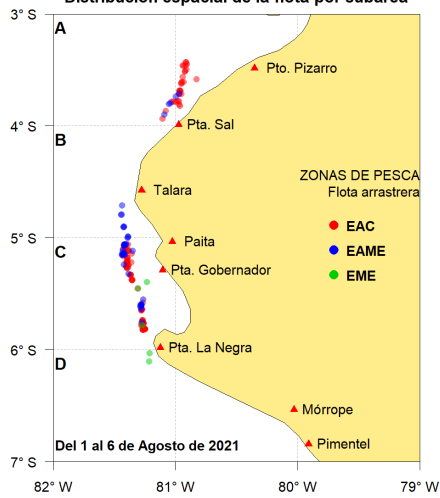 Distribución espacial de la flota por subárea
3° S
A
Pto. Pizarro
4° S
Pta. Sal
B
ZONAS DE PESCA
Flota arrastrera
Talara
EAC
5° S
Paita
C
EAME
Pta. Gobernador
EME
6° S
Pta. La Negra
D
Mórrope
Del 1 al 6 de Agosto de 2021
Pimentel
7° S
82° W
81° W
80° W
79° W